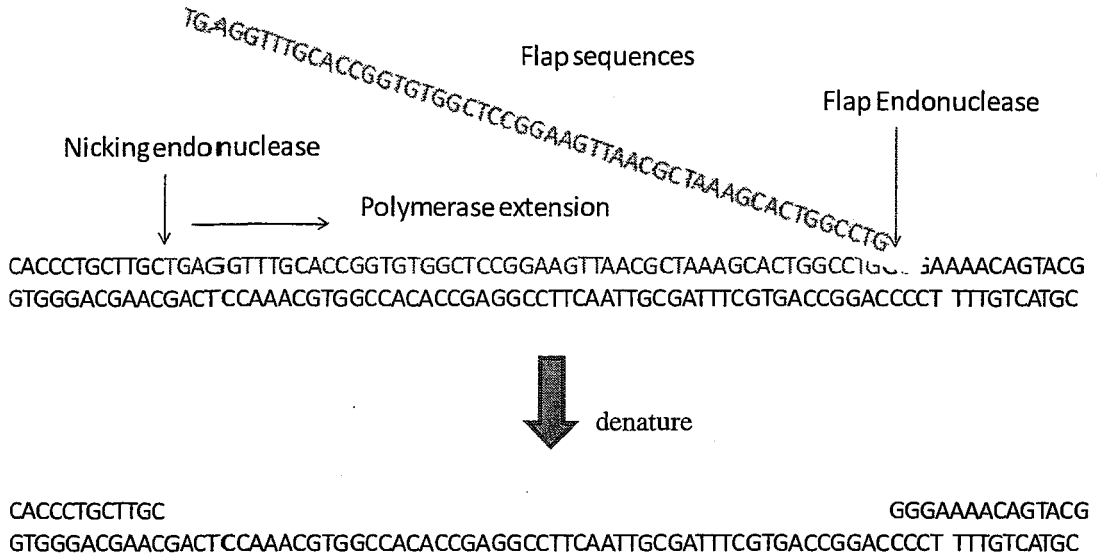 TGAGGTTTGCACCGGTGTGGCTCCGGAAGTTAACGCTAAAGCACTGGCCTG
Flap sequences
Flap Endonuclease
Nicking endonuclease
Polymerase extension
CACCCTGCTTGCTGAGGTTTGCACCGGTGTGGCTCCGGAAGTTAACGCTAAAGCACTGGCCTG GAAAACAGTACG
GTGGGACGAACGACTCCAAACGTGGCCACACCGAGGCCTTCAATTGCGATTTCGTGACCGGACCCCT TTTGTCATGC
denature
CACCCTGCTTGC GGGAAAACAGTACG
GTGGGACGAACGACTCCAAACGTGGCCACACCGAGGCCTTCAATTGCGATTTCGTGACCGGACCCCT TTTGTCATGC